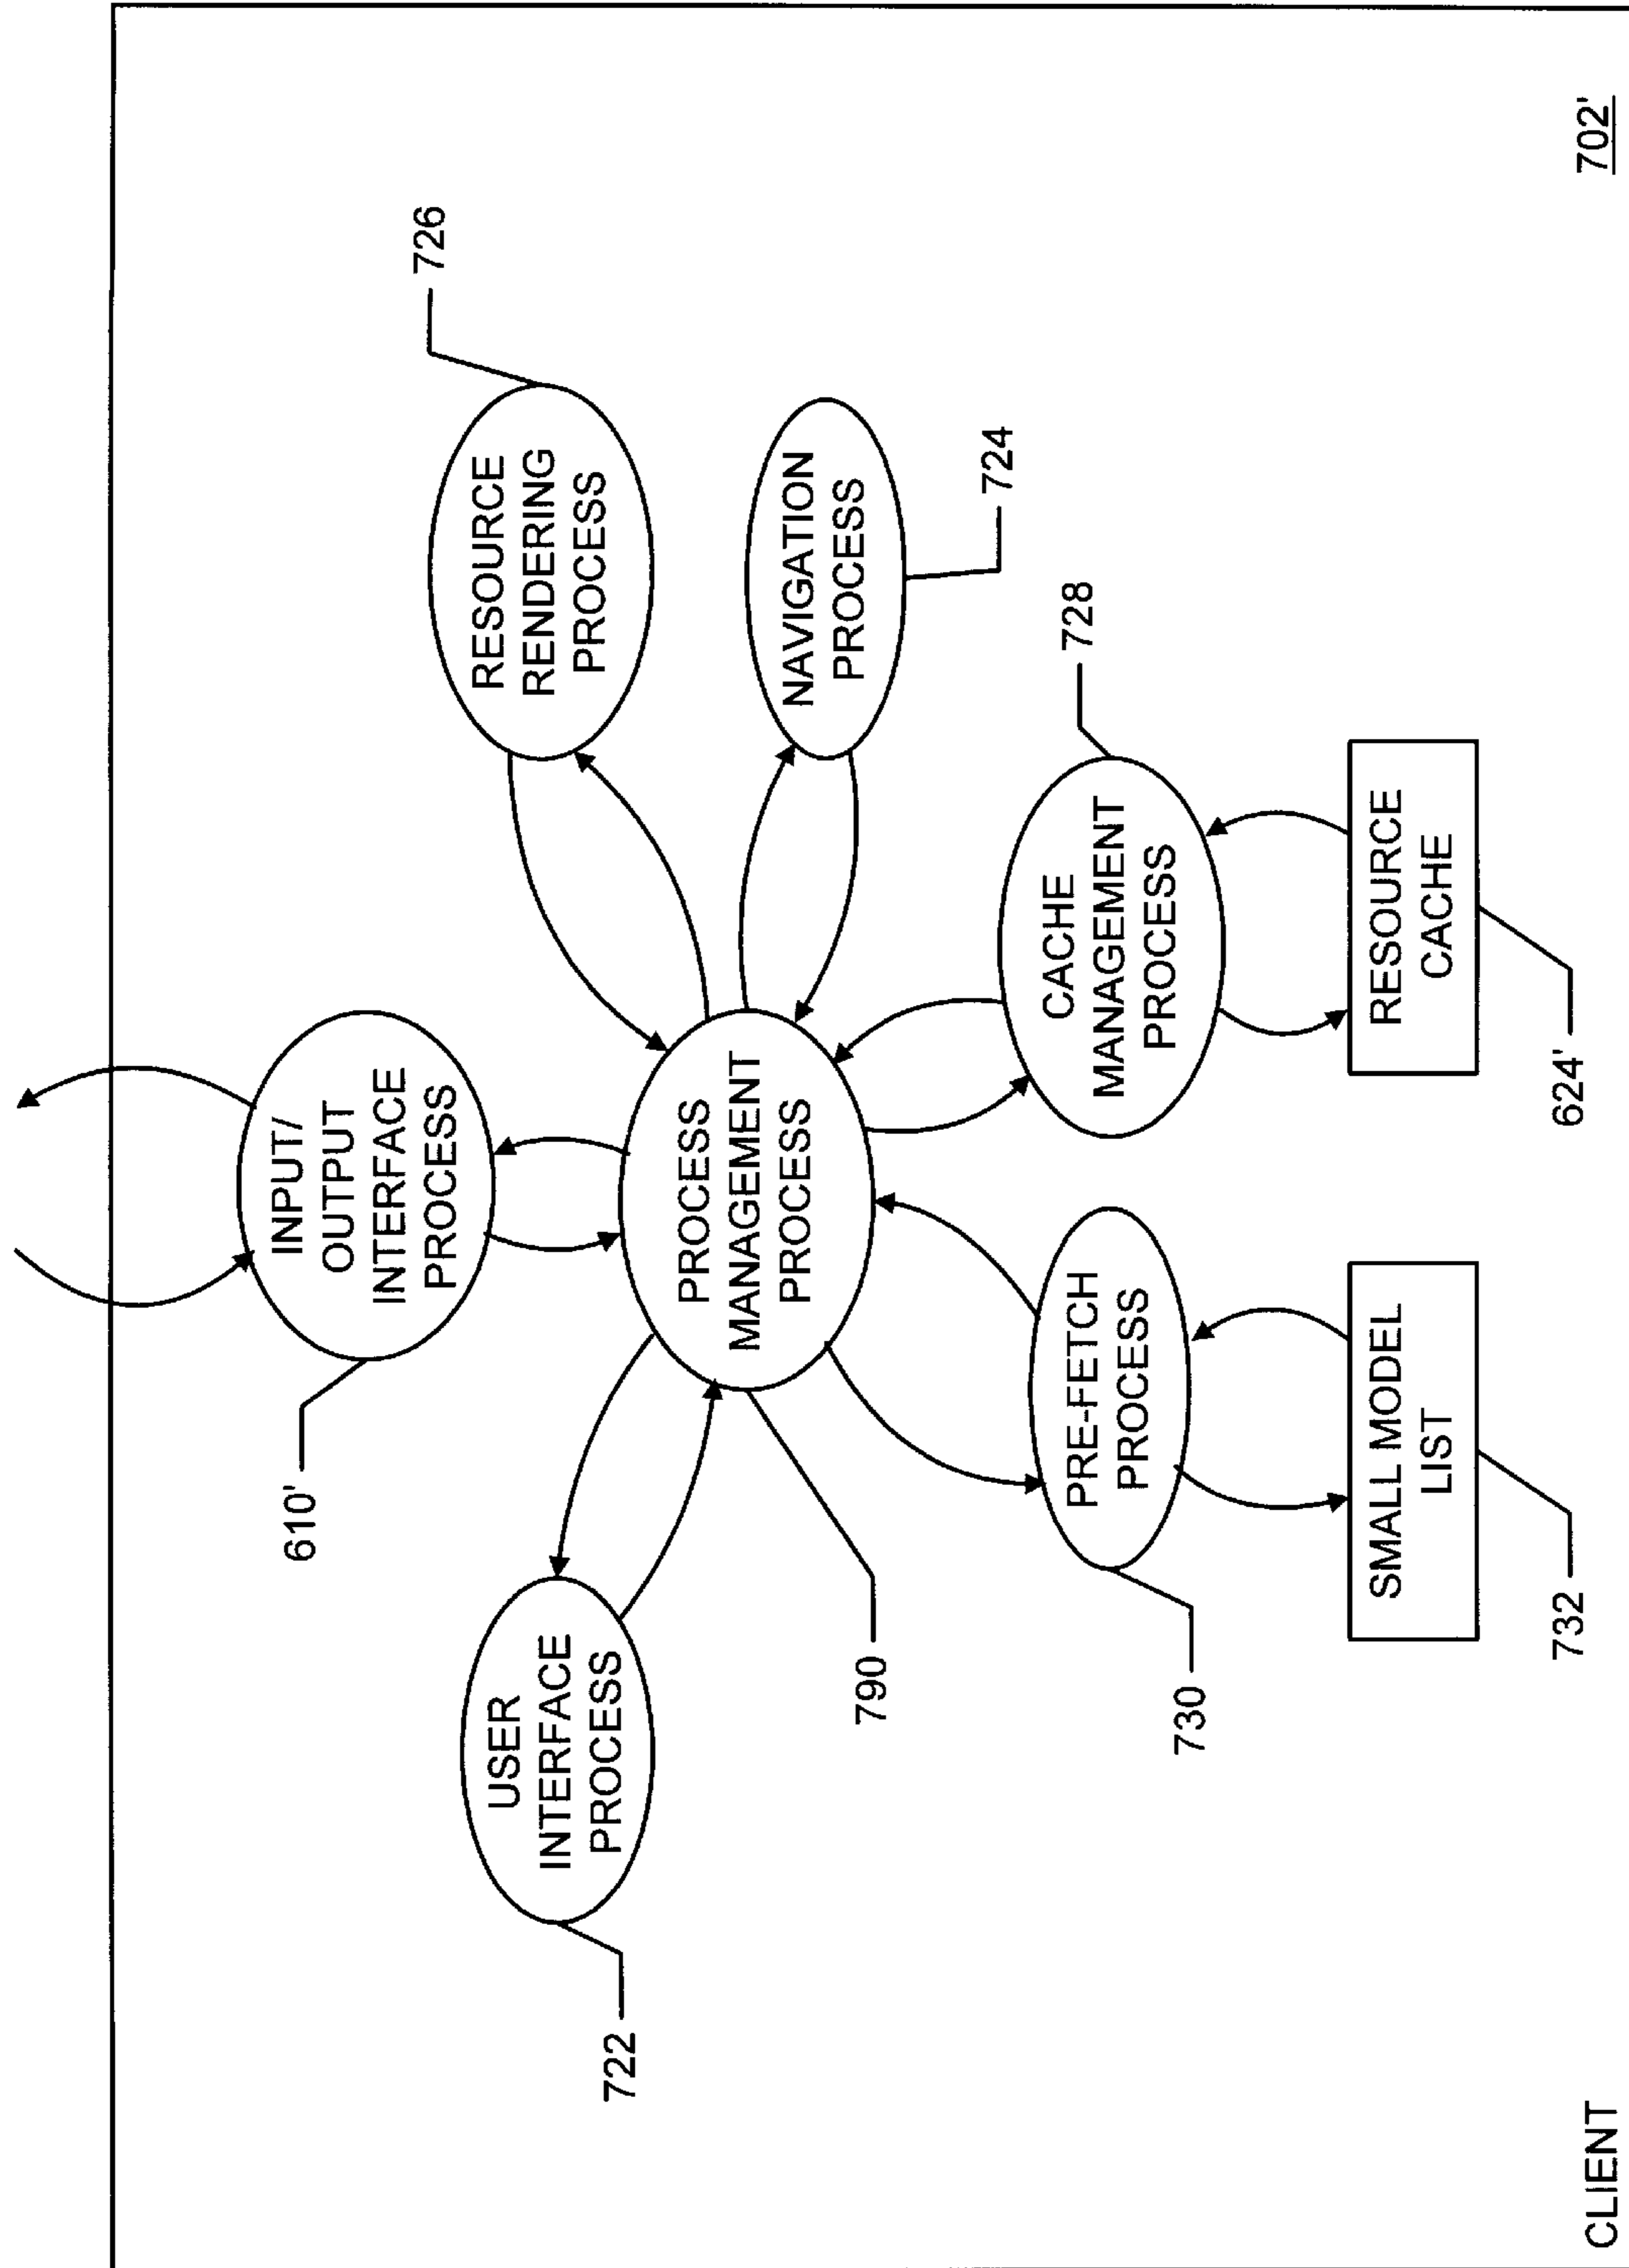 INPUT/
OUTPUT
INTERFACE
PROCESS
610'
USER
INTERFACE
PROCESS
722
RESOURCE
RENDERING
PROCESS
726
PROCESS
MANAGEMENT
PROCESS
790
NAVIGATION
PROCESS
724
PRE-FETCH
PROCESS
730
CACHE
MANAGEMENT
PROCESS
728
SMALL MODEL
LIST
732
RESOURCE
CACHE
624'
CLIENT
702'